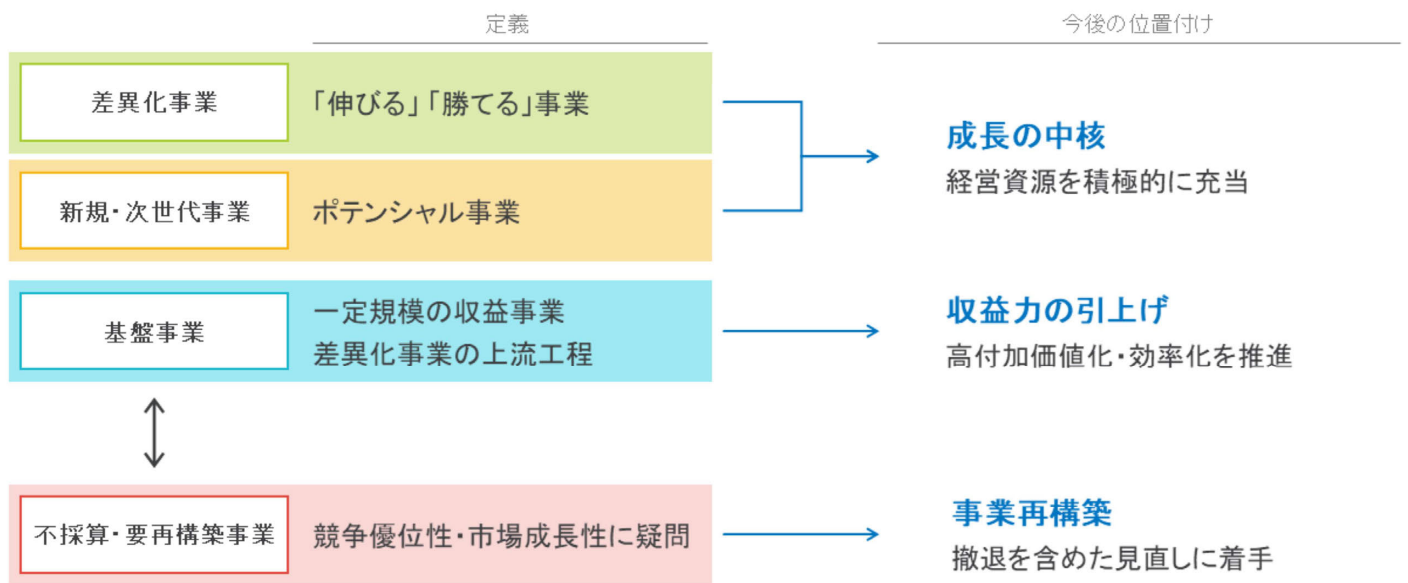 定義
今後の位置付け
差異化事業
「伸びる」「勝てる」事業
成長の中核
経営資源を積極的に充当
新規・次世代事業
ポテンシャル事業
基盤事業
一定規模の収益事業
差異化事業の上流工程
収益力の引上げ
高付加価値化・効率化を推進
不採算・要再構築事業
競争優位性・市場成長性に疑問
事業再構築
撤退を含めた見直しに着手